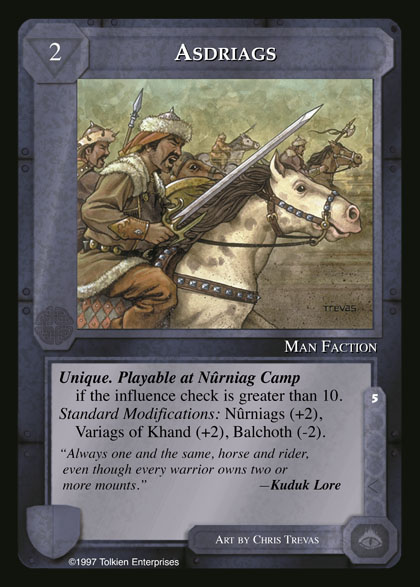 2
ASDRIAGS
TREVAS
MAN FACTION
Unique. Playable at Nûrniag Camp
if the influence check is greater than 10.
Standard Modifications: Nûrniags (+2),
Variags of Khand (+2), Balchoth (-2).
5
“Always one and the same, horse and rider,
even though every warrior owns two or
more mounts.” —Kuduk Lore
ART BY CHRIS TREVAS
©1997 Tolkien Enterprises